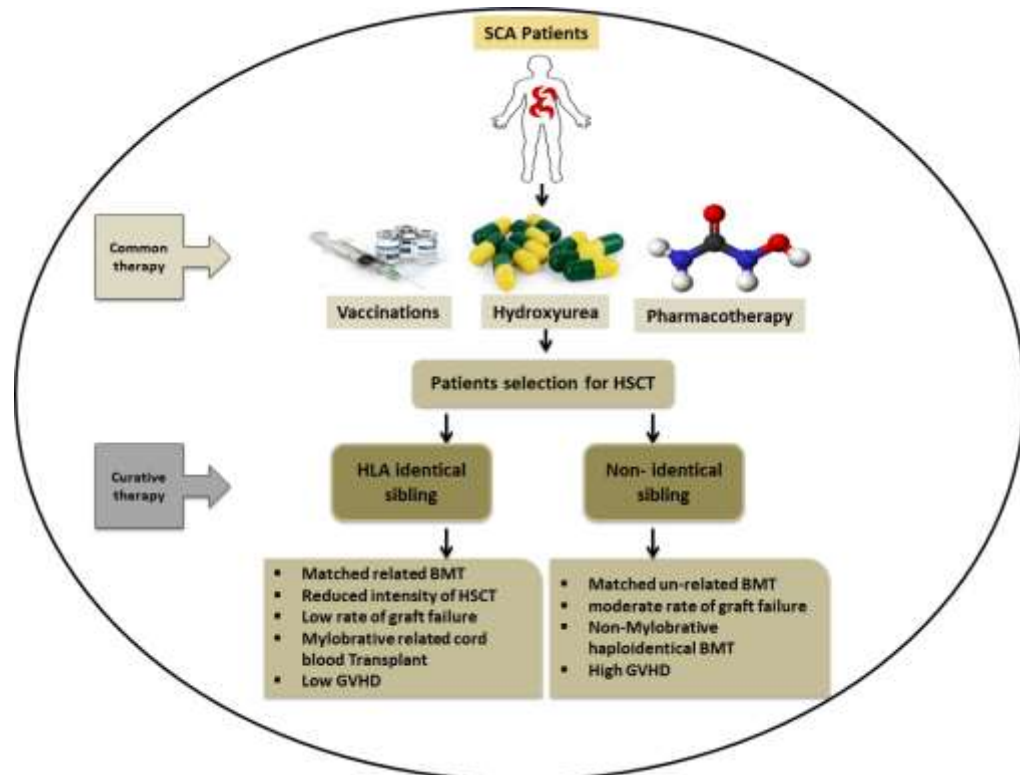 SCA Patients
Common
therapy
Vaccinations
Hydroxyurea
Pharmacotherapy
Patients selection for HSCT
Curative
therapy
HLA identical
sibling
Non- identical
sibling
▪ Matched related BMT
▪ Reduced intensity of HSCT
▪ Low rate of graft failure
▪ Mylobrative related cord
blood Transplant
▪ Low GVHD
▪ Matched un-related BMT
▪ moderate rate of graft failure
▪ Non-Mylobrative
haploidentical BMT
▪ High GVHD